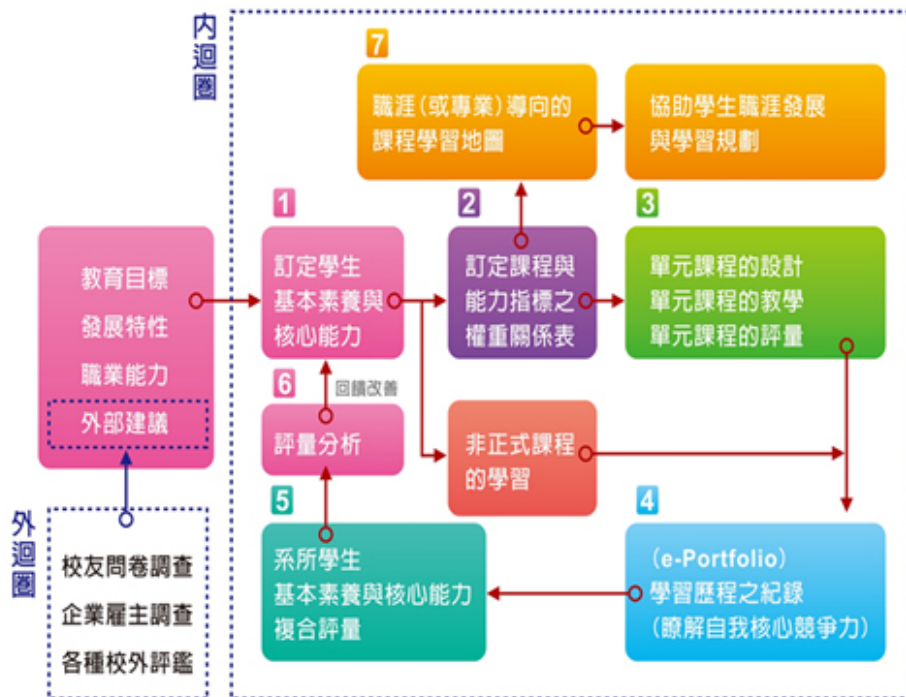 內迴圈
7
職涯(或專業)導向的
課程學習地圖
協助學生職涯發展
與學習規劃
教育目標
發展特性
職業能力
外部建議
1
訂定學生
基本素養與
核心能力
2
訂定課程與
能力指標之
權重關係表
3
單元課程的設計
單元課程的教學
單元課程的評量
6
回饋改善
評量分析
非正式課程
的學習
外迴圈
校友問卷調查
企業雇主調查
各種校外評鑑
5
系所學生
基本素養與核心能力
複合評量
4
(e-Portfolio)
學習歷程之紀錄
(瞭解自我核心競爭力)